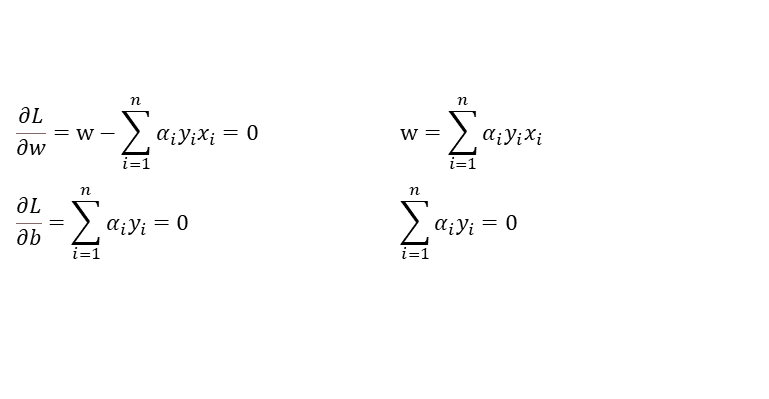 ∂L/∂w = w − ∑_{i=1}^{n} α_i y_i x_i = 0
w = ∑_{i=1}^{n} α_i y_i x_i
∂L/∂b = ∑_{i=1}^{n} α_i y_i = 0
∑_{i=1}^{n} α_i y_i = 0